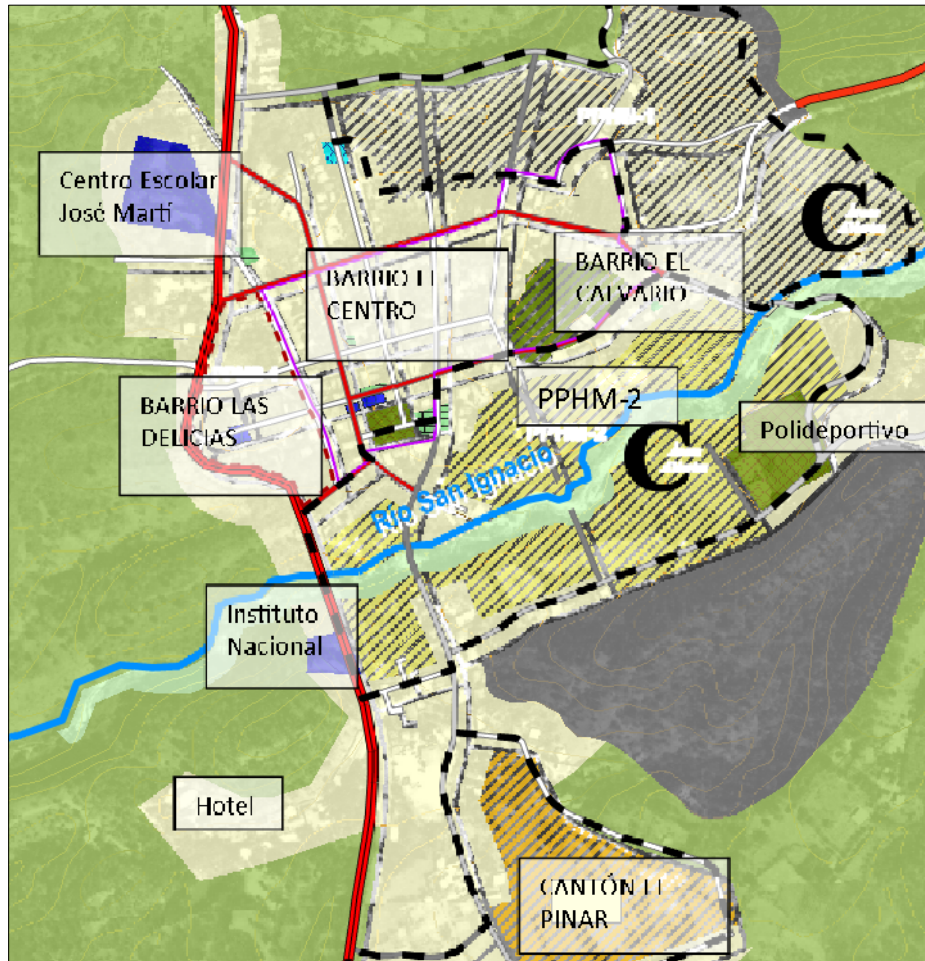 Centro Escolar
José Martí
BARRIO EL
CENTRO
BARRIO EL
CALVARIO
PPHM-2
BARRIO LAS
DELICIAS
Polideportivo
C
C
Río San Ignacio
Instituto
Nacional
Hotel
CANTÓN EL
PINAR